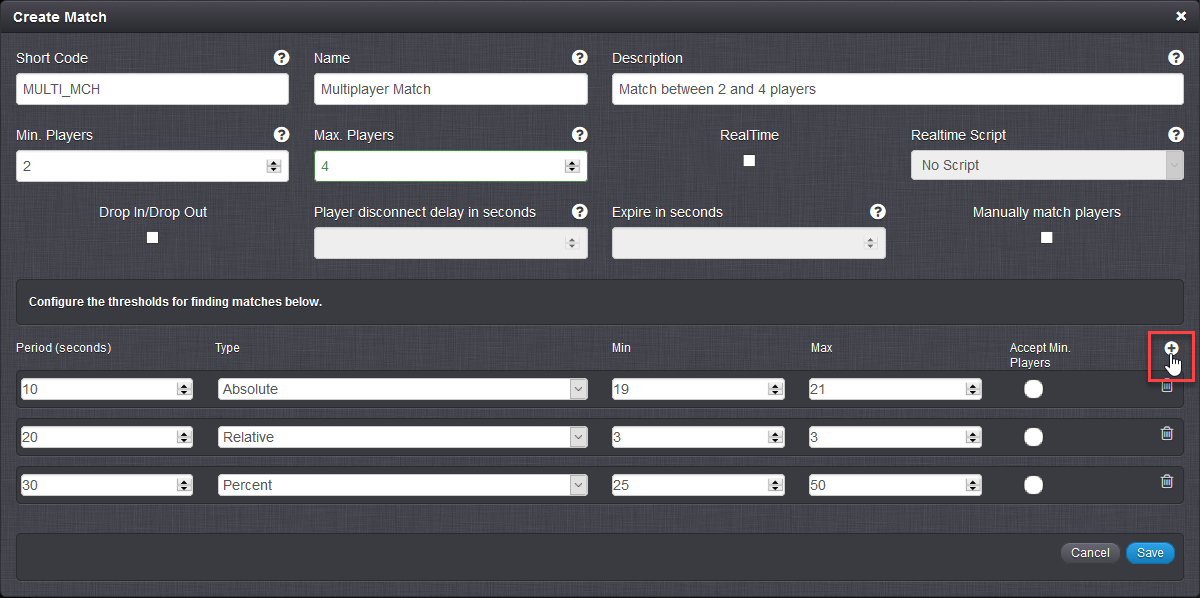 Create Match
Short Code
Name
Description
MULTI_MCH
Multiplayer Match
Match between 2 and 4 players
Min. Players
Max. Players
RealTime
Realtime Script
2
4
No Script
Drop In/Drop Out
Player disconnect delay in seconds
Expire in seconds
Manually match players
Configure the thresholds for finding matches below.
Period (seconds)
Type
Min
Max
Accept Min.
Players
10
Absolute
19
21
20
Relative
3
3
30
Percent
25
50
Cancel
Save